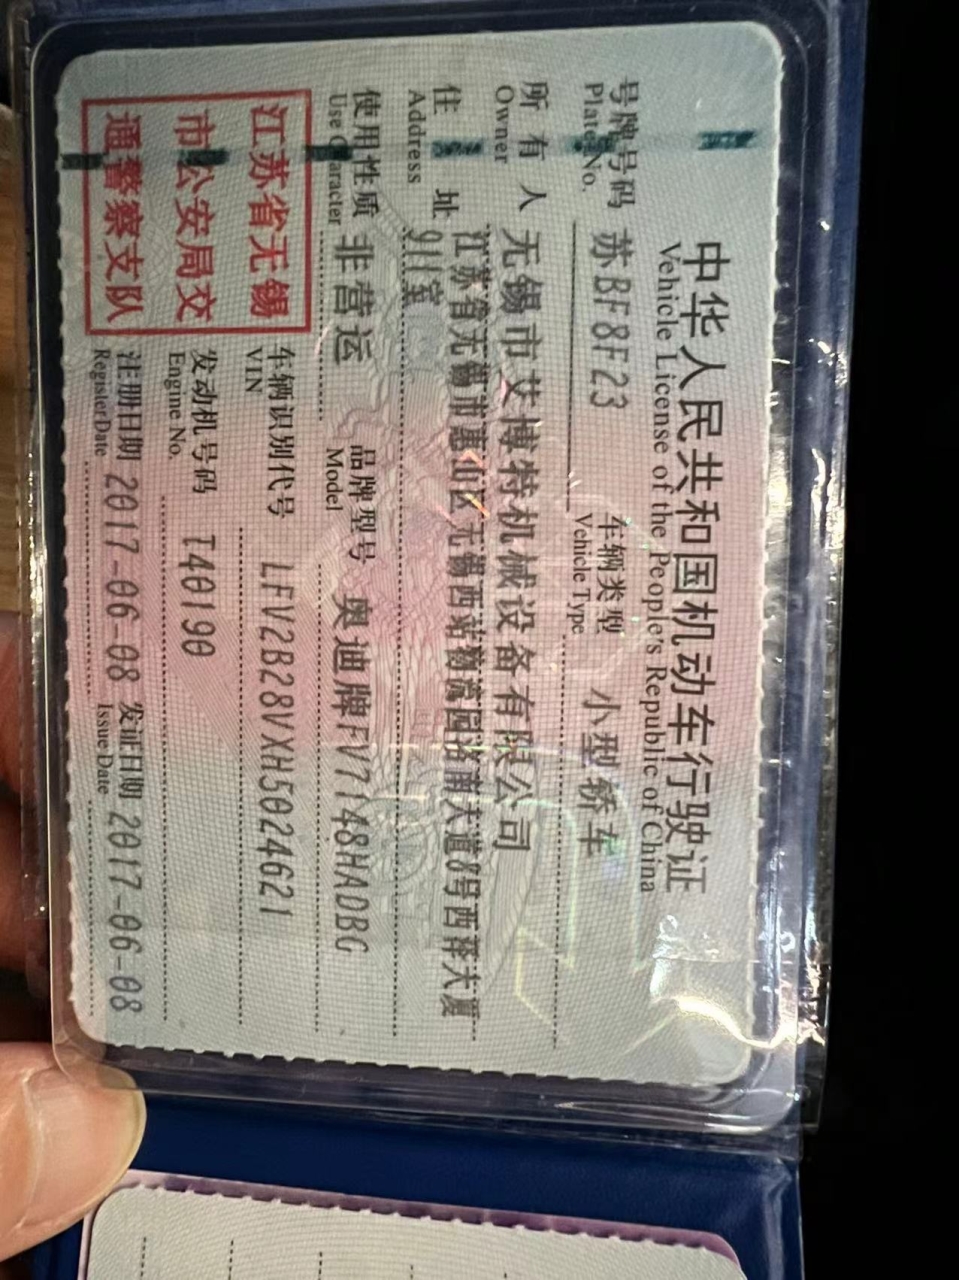 中华人民共和国机动车行驶证
Vehicle License of the People's Republic of China
号牌号码 苏BF8F23 车辆类型 小型轿车
Plate No. Vehicle Type
所有人 无锡市艾博特机械设备有限公司
Owner
住址 江苏省无锡市惠山区无锡西站物流园洛南大道8号西释大厦
Address 911室
使用性质 非营运 品牌型号 奥迪牌FV7148HADBG
Use Character Model
江苏省无锡
市公安局交
通警察支队
车辆识别代号 LFV2B28VXH5024621
VIN
发动机号码 T40190
Engine No.
注册日期 2017-06-08 发证日期 2017-06-08
Register Date Issue Date